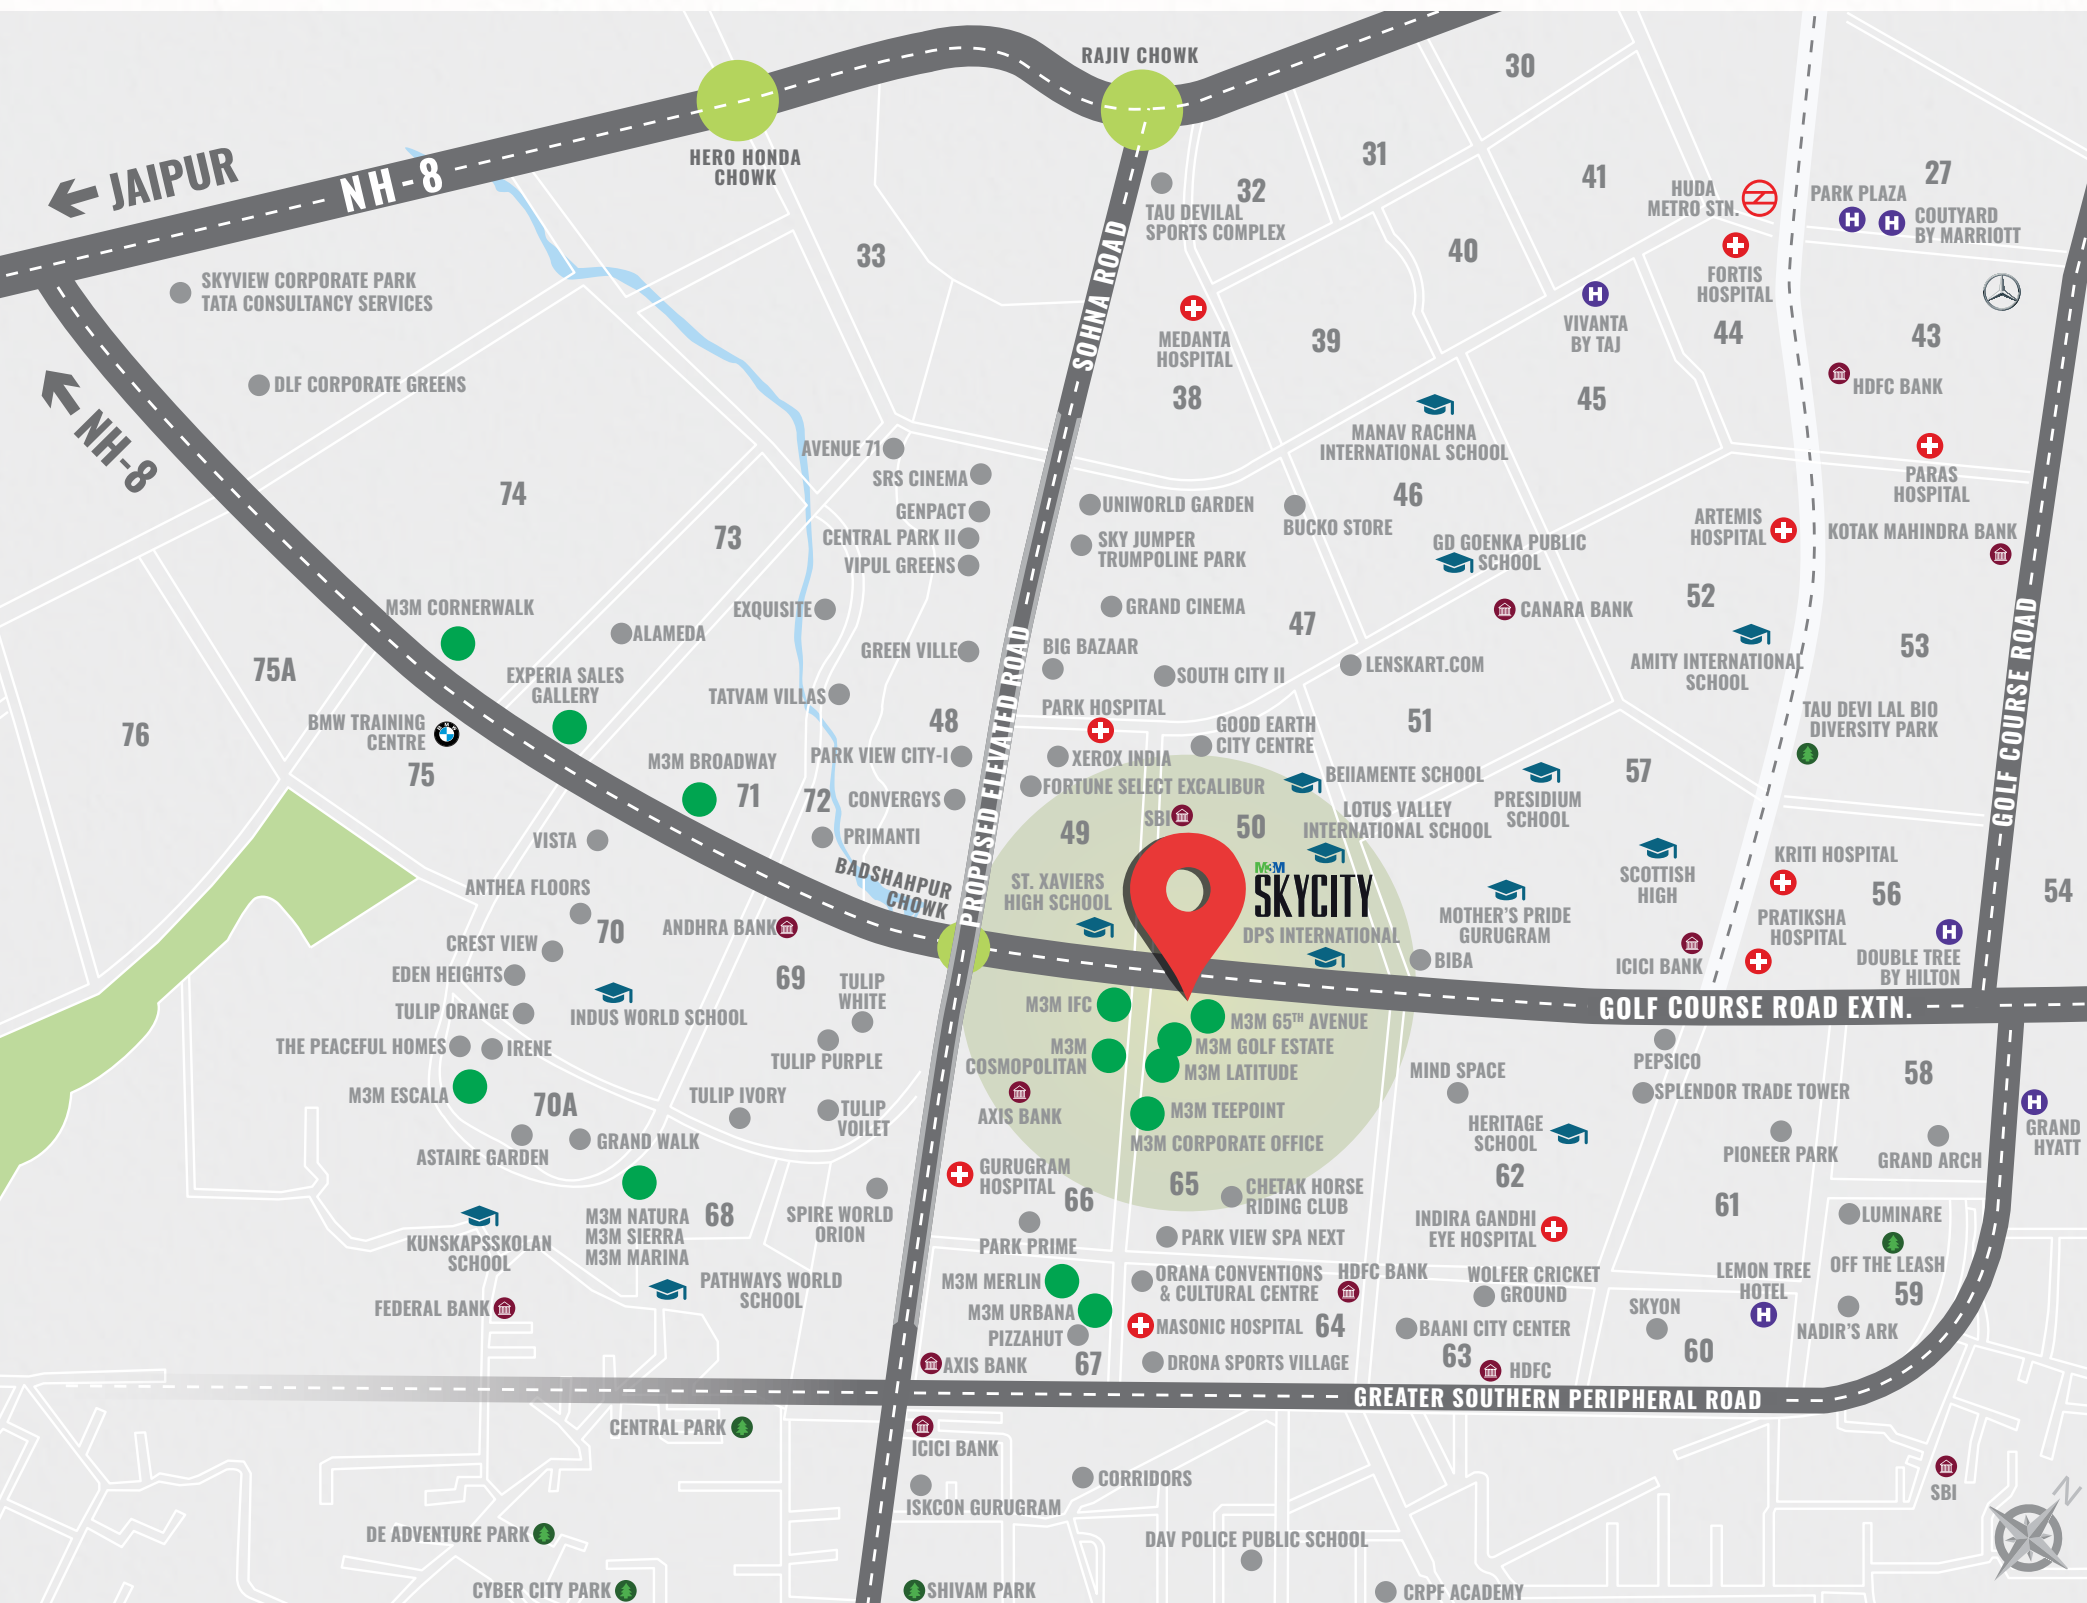 RAJIV CHOWK
30
HERO HONDA
CHOWK
JAIPUR
NH-8
31
32
TAU DEVILAL
SPORTS COMPLEX
41
HUDA
METRO STN.
PARK PLAZA
27
COUTYARD
BY MARRIOTT
33
40
SKYVIEW CORPORATE PARK
TATA CONSULTANCY SERVICES
SOHNA ROAD
FORTIS
HOSPITAL
VIVANTA
BY TAJ
MEDANTA
HOSPITAL
39
44
43
DLF CORPORATE GREENS
38
45
HDFC BANK
NH-8
MANAV RACHNA
INTERNATIONAL SCHOOL
AVENUE 71
SRS CINEMA
PARAS
HOSPITAL
74
GENPACT
UNIWORLD GARDEN
46
BUCKO STORE
ARTEMIS
HOSPITAL
KOTAK MAHINDRA BANK
73
CENTRAL PARK II
SKY JUMPER
TRUMPOLINE PARK
GD GOENKA PUBLIC
SCHOOL
VIPUL GREENS
52
M3M CORNERWALK
EXQUISITE
GRAND CINEMA
47
CANARA BANK
ALAMEDA
GREEN VILLE
BIG BAZAAR
53
75A
EXPERIA SALES
GALLERY
SOUTH CITY II
LENSKART.COM
AMITY INTERNATIONAL
SCHOOL
GOLF COURSE ROAD
TATVAM VILLAS
PARK HOSPITAL
TAU DEVI LAL BIO
DIVERSITY PARK
76
BMW TRAINING
CENTRE
48
GOOD EARTH
CITY CENTRE
51
PROPOSED ELEVATED ROAD
M3M BROADWAY
PARK VIEW CITY-I
XEROX INDIA
75
57
BEIIAMENTE SCHOOL
FORTUNE SELECT EXCALIBUR
71
72
CONVERGYS
PRESIDIUM
SCHOOL
SBI
50
LOTUS VALLEY
INTERNATIONAL SCHOOL
49
VISTA
PRIMANTI
KRITI HOSPITAL
BADSHAHPUR
CHOWK
ST. XAVIERS
HIGH SCHOOL
M3M
SKYCITY
SCOTTISH
HIGH
56
54
ANTHEA FLOORS
MOTHER'S PRIDE
GURUGRAM
PRATIKSHA
HOSPITAL
70
ANDHRA BANK
DPS INTERNATIONAL
CREST VIEW
BIBA
ICICI BANK
DOUBLE TREE
BY HILTON
EDEN HEIGHTS
69
TULIP
WHITE
M3M IFC
GOLF COURSE ROAD EXTN.
TULIP ORANGE
INDUS WORLD SCHOOL
M3M 65TH AVENUE
THE PEACEFUL HOMES
IRENE
M3M
COSMOPOLITAN
M3M GOLF ESTATE
TULIP PURPLE
PEPSICO
M3M LATITUDE
MIND SPACE
58
M3M ESCALA
TULIP IVORY
SPLENDOR TRADE TOWER
70A
TULIP
VOILET
AXIS BANK
M3M TEEPOINT
HERITAGE
SCHOOL
GRAND
HYATT
ASTAIRE GARDEN
GRAND WALK
M3M CORPORATE OFFICE
PIONEER PARK
GRAND ARCH
GURUGRAM
HOSPITAL
65
62
66
CHETAK HORSE
RIDING CLUB
61
M3M NATURA
M3M SIERRA
M3M MARINA
68
SPIRE WORLD
ORION
LUMINARE
INDIRA GANDHI
EYE HOSPITAL
KUNSKAPSSKOLAN
SCHOOL
PARK PRIME
PARK VIEW SPA NEXT
OFF THE LEASH
PATHWAYS WORLD
SCHOOL
M3M MERLIN
ORANA CONVENTIONS
& CULTURAL CENTRE
HDFC BANK
WOLFER CRICKET
GROUND
LEMON TREE
HOTEL
59
FEDERAL BANK
M3M URBANA
SKYON
PIZZAHUT
MASONIC HOSPITAL
64
BAANI CITY CENTER
NADIR'S ARK
AXIS BANK
67
DRONA SPORTS VILLAGE
63
HDFC
60
GREATER SOUTHERN PERIPHERAL ROAD
CENTRAL PARK
ICICI BANK
CORRIDORS
SBI
N
ISKCON GURUGRAM
DE ADVENTURE PARK
DAV POLICE PUBLIC SCHOOL
CYBER CITY PARK
SHIVAM PARK
CRPF ACADEMY